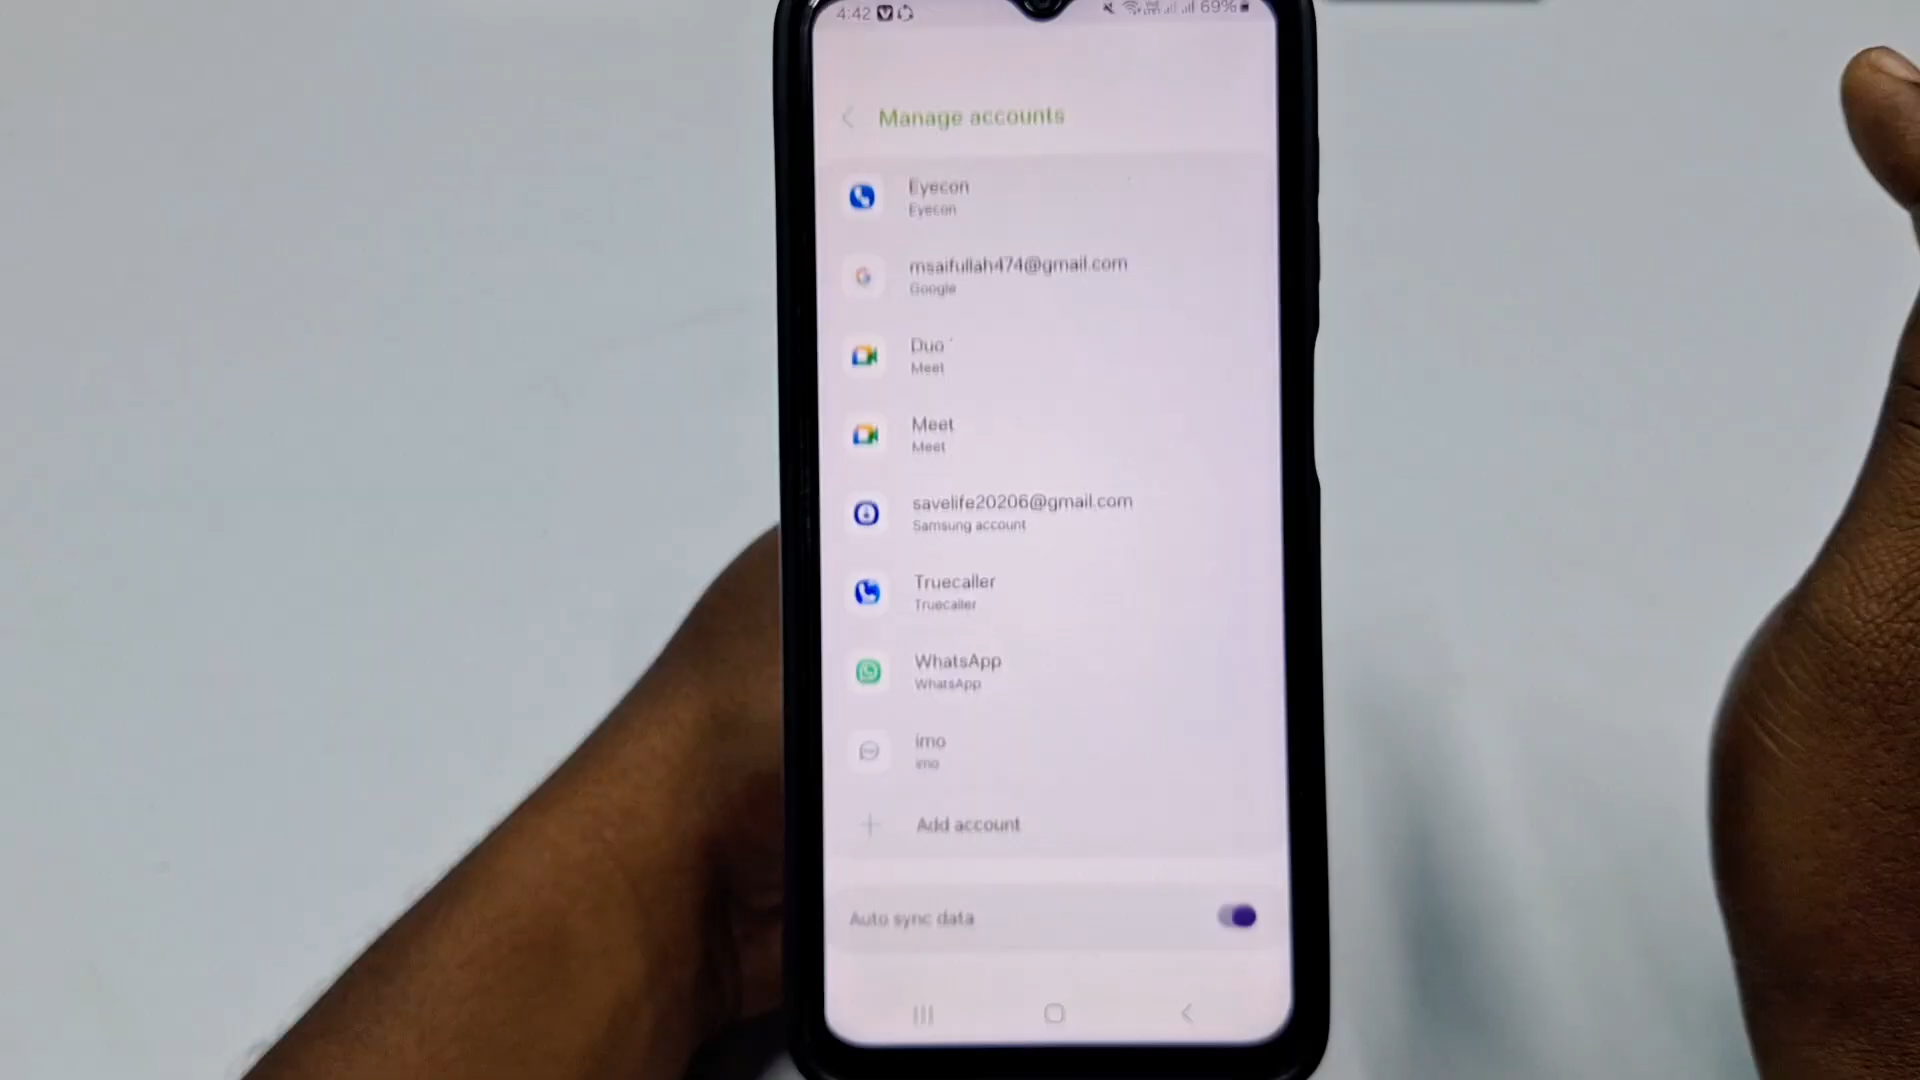 4:42
69%
Manage accounts
Eyecon
Eyecon
msaifullah474@gmail.com
Google
Duo
Meet
Meet
Meet
savelife20206@gmail.com
Samsung account
Truecaller
Truecaller
WhatsApp
WhatsApp
imo
imo
Add account
Auto sync data